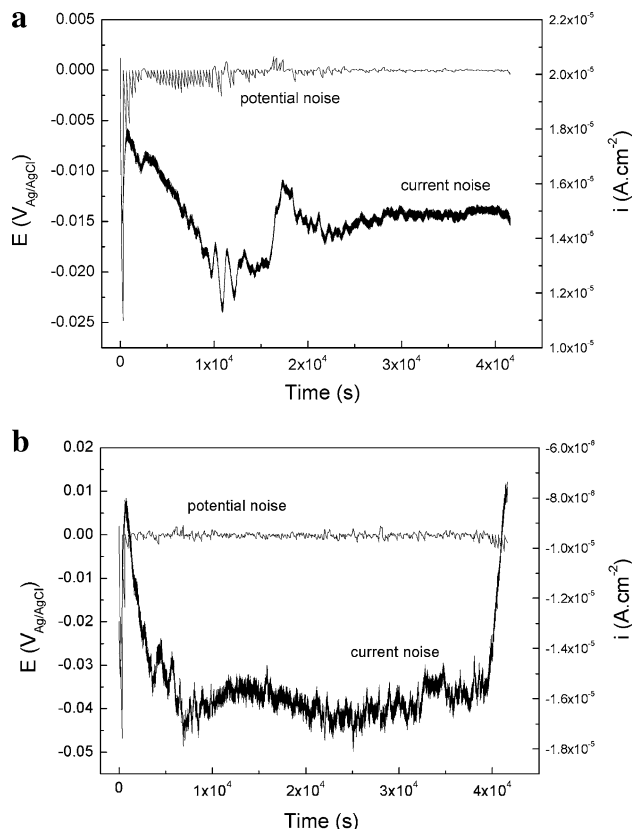 a
0.005
0.000
-0.005
-0.010
-0.015
-0.020
-0.025
E (V_Ag/AgCl)
potential noise
current noise
2.2x10^-5
2.0x10^-5
1.8x10^-5
1.6x10^-5
1.4x10^-5
1.2x10^-5
1.0x10^-5
i (A.cm^-2)
0 1x10^4 2x10^4 3x10^4 4x10^4
Time (s)
b
0.02
0.01
0.00
-0.01
-0.02
-0.03
-0.04
-0.05
E (V_Ag/AgCl)
potential noise
current noise
-6.0x10^-6
-8.0x10^-6
-1.0x10^-5
-1.2x10^-5
-1.4x10^-5
-1.6x10^-5
-1.8x10^-5
i (A.cm^-2)
0 1x10^4 2x10^4 3x10^4 4x10^4
Time (s)